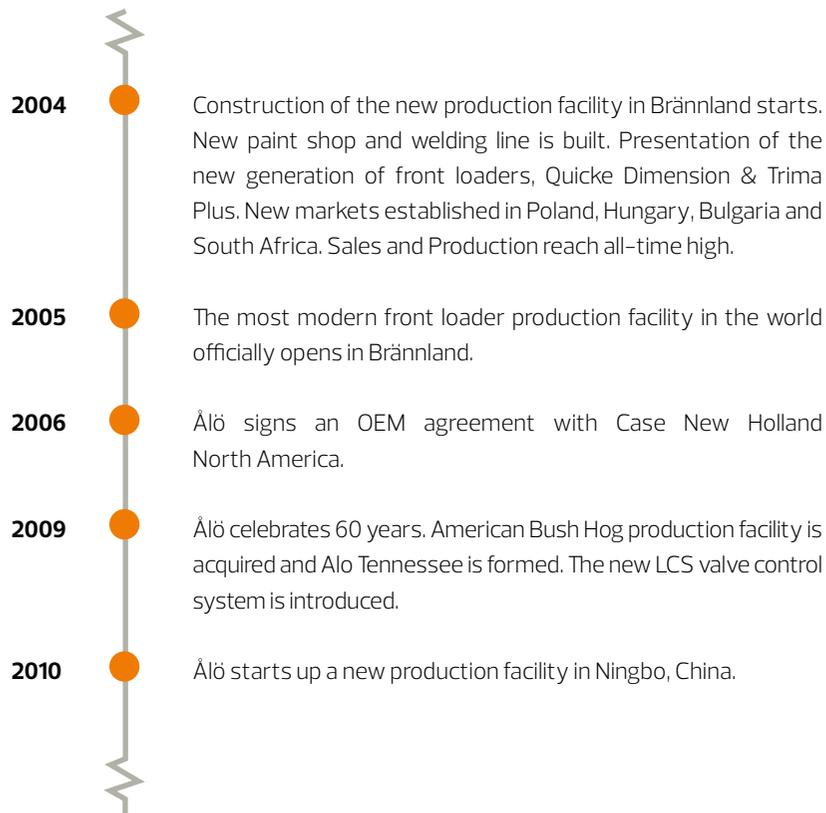 2004 Construction of the new production facility in Brännland starts.
New paint shop and welding line is built. Presentation of the
new generation of front loaders, Quicke Dimension & Trima
Plus. New markets established in Poland, Hungary, Bulgaria and
South Africa. Sales and Production reach all-time high.
2005 The most modern front loader production facility in the world
officially opens in Brännland.
2006 Ålö signs an OEM agreement with Case New Holland
North America.
2009 Ålö celebrates 60 years. American Bush Hog production facility is
acquired and Alo Tennessee is formed. The new LCS valve control
system is introduced.
2010 Ålö starts up a new production facility in Ningbo, China.